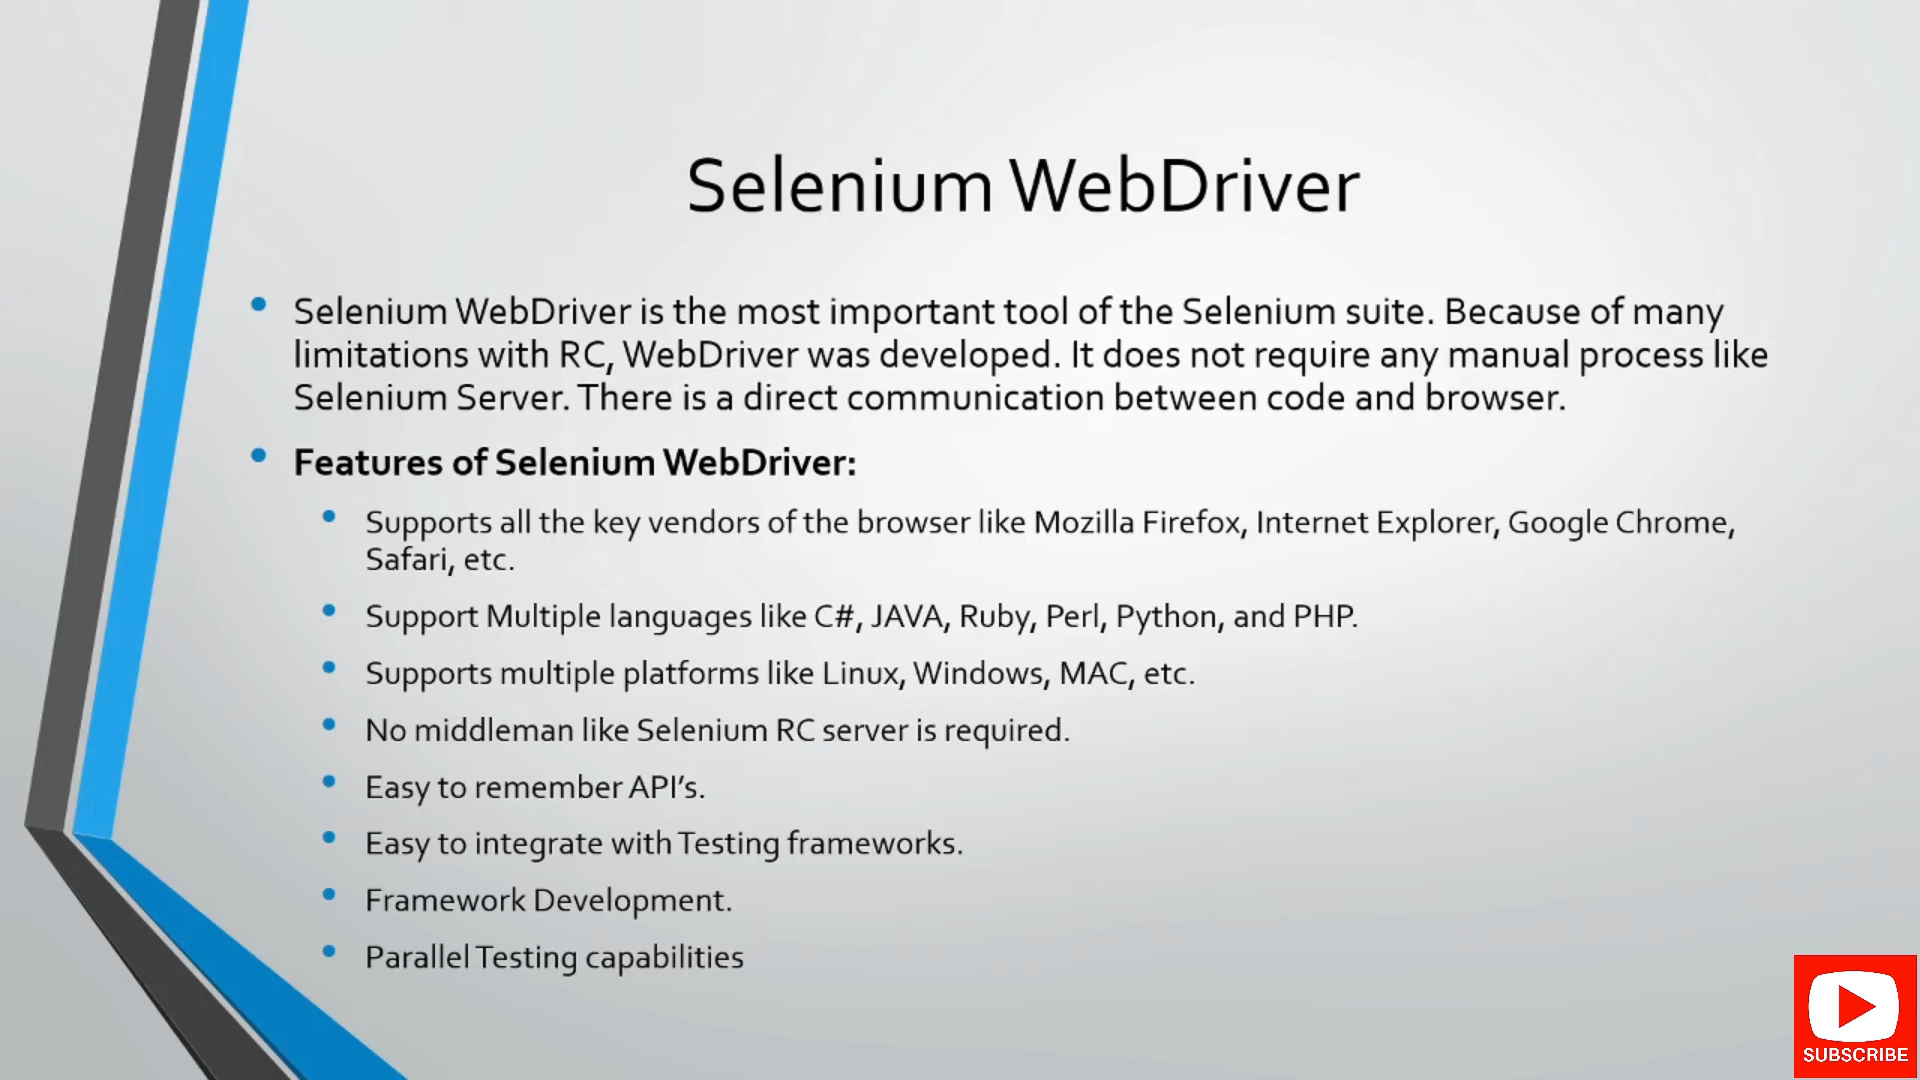 Selenium WebDriver
Selenium WebDriver is the most important tool of the Selenium suite. Because of many
limitations with RC, WebDriver was developed. It does not require any manual process like
Selenium Server. There is a direct communication between code and browser.
Features of Selenium WebDriver:
Supports all the key vendors of the browser like Mozilla Firefox, Internet Explorer, Google Chrome,
Safari, etc.
Support Multiple languages like C#, JAVA, Ruby, Perl, Python, and PHP.
Supports multiple platforms like Linux, Windows, MAC, etc.
No middleman like Selenium RC server is required.
Easy to remember API’s.
Easy to integrate with Testing frameworks.
Framework Development.
Parallel Testing capabilities
SUBSCRIBE